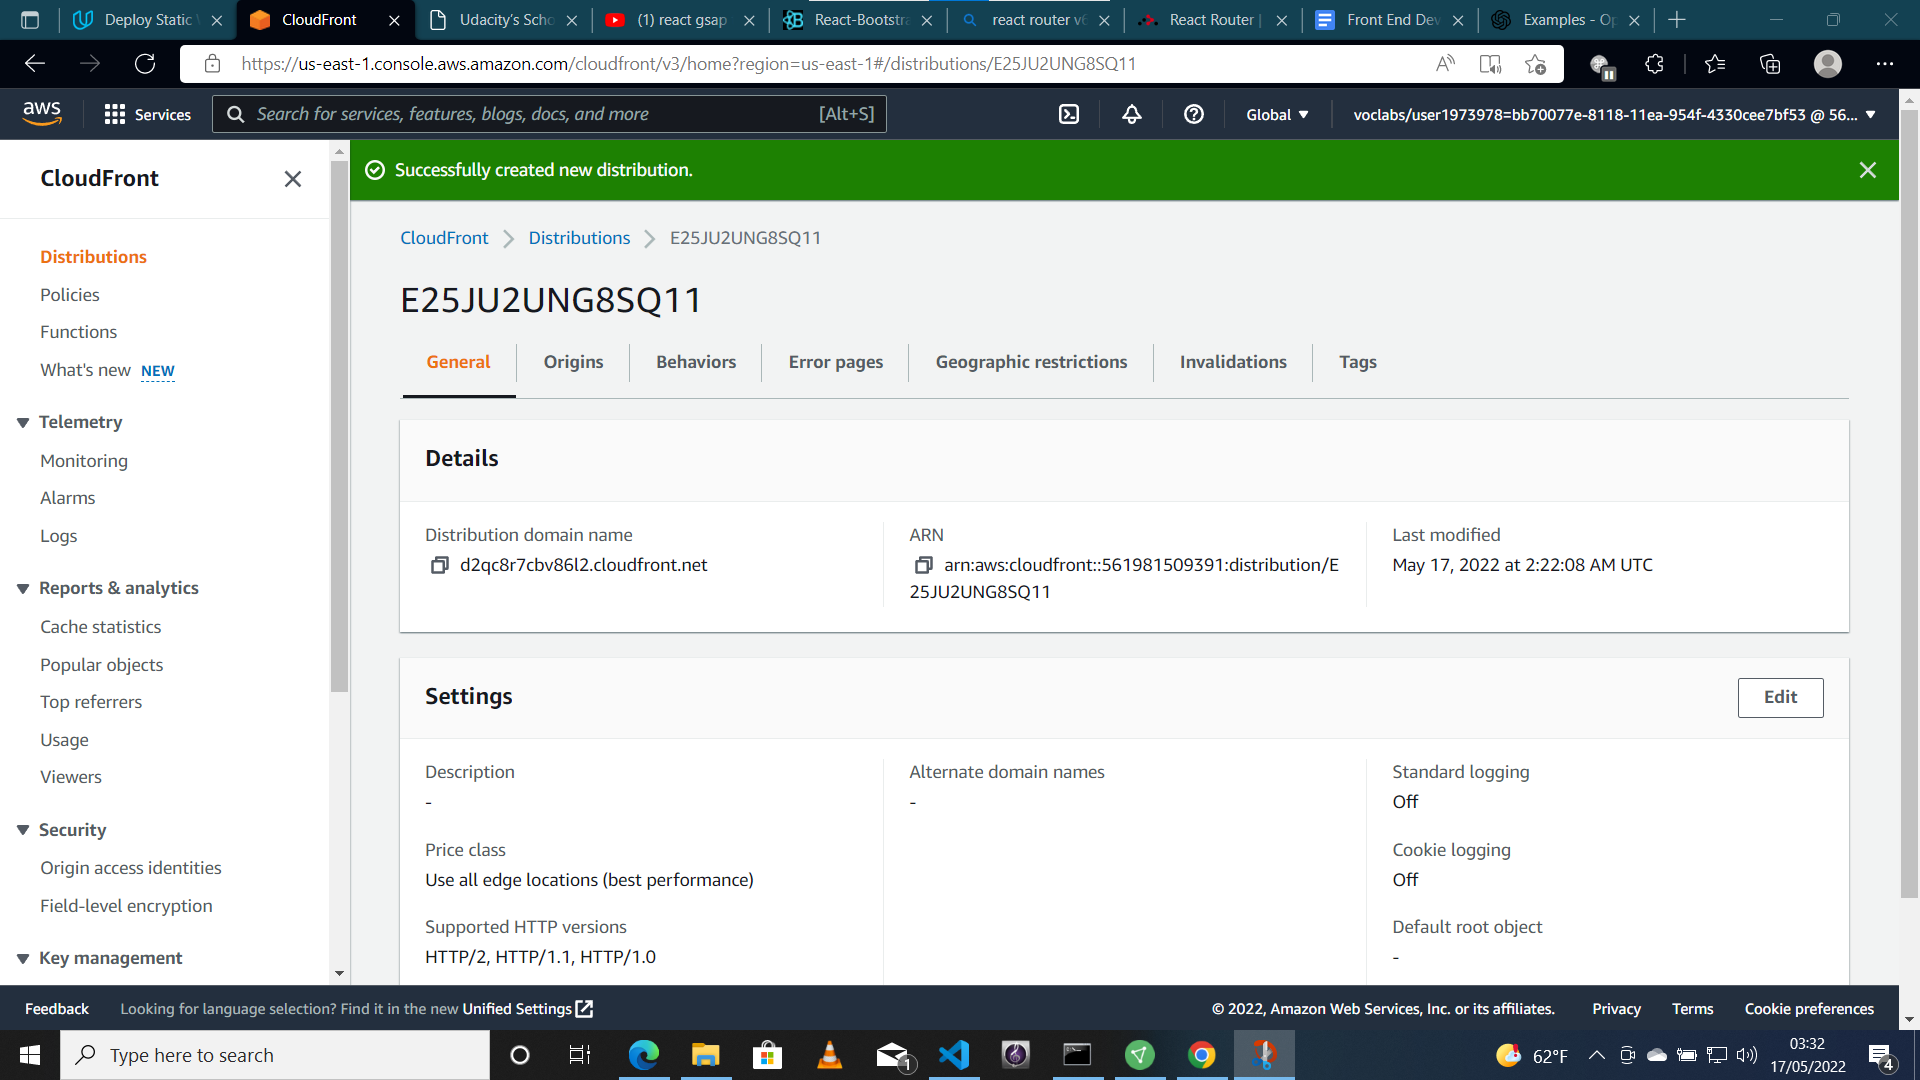 Deploy Static
CloudFront
Udacity's Scho
(1) react gsap
React-Bootstra
react router v6
React Router |
Front End Dev
Examples - Op
https://us-east-1.console.aws.amazon.com/cloudfront/v3/home?region=us-east-1#/distributions/E25JU2UNG8SQ11
aws
Services
Search for services, features, blogs, docs, and more
[Alt+S]
Global
voclabs/user1973978=bb70077e-8118-11ea-954f-4330cee7bf53 @ 56...
CloudFront
Distributions
Policies
Functions
What's new NEW
Telemetry
Monitoring
Alarms
Logs
Reports & analytics
Cache statistics
Popular objects
Top referrers
Usage
Viewers
Security
Origin access identities
Field-level encryption
Key management
Successfully created new distribution.
CloudFront > Distributions > E25JU2UNG8SQ11
E25JU2UNG8SQ11
General
Origins
Behaviors
Error pages
Geographic restrictions
Invalidations
Tags
Details
Distribution domain name
d2qc8r7cbv86l2.cloudfront.net
ARN
arn:aws:cloudfront::561981509391:distribution/E
25JU2UNG8SQ11
Last modified
May 17, 2022 at 2:22:08 AM UTC
Settings
Edit
Description
-
Price class
Use all edge locations (best performance)
Supported HTTP versions
HTTP/2, HTTP/1.1, HTTP/1.0
Alternate domain names
-
Standard logging
Off
Cookie logging
Off
Default root object
-
Feedback
Looking for language selection? Find it in the new Unified Settings
© 2022, Amazon Web Services, Inc. or its affiliates.
Privacy
Terms
Cookie preferences
Type here to search
1
62°F
03:32
17/05/2022
4